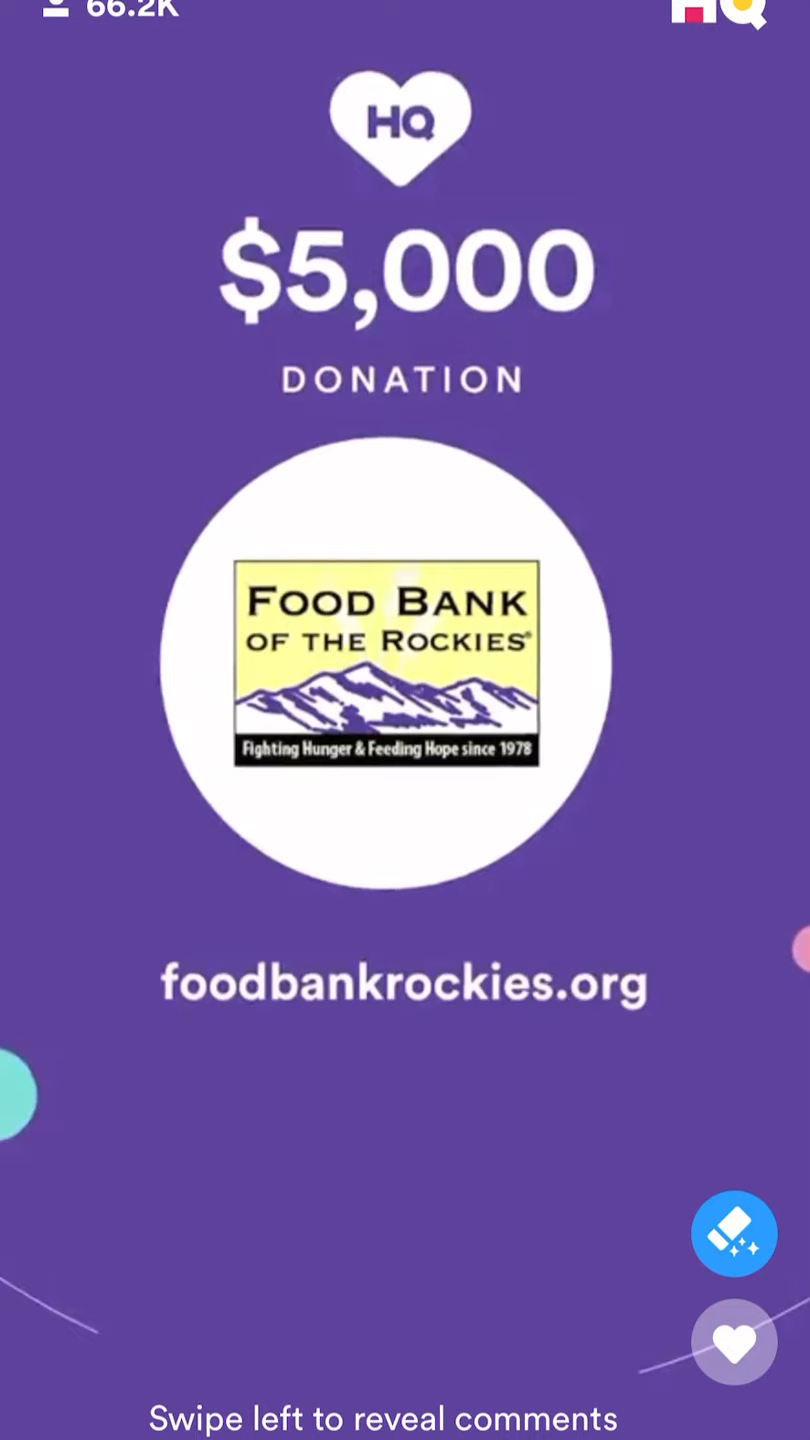 66.2K
HQ
HQ
$5,000
DONATION
FOOD BANK
OF THE ROCKIES®
Fighting Hunger & Feeding Hope since 1978
foodbankrockies.org
Swipe left to reveal comments